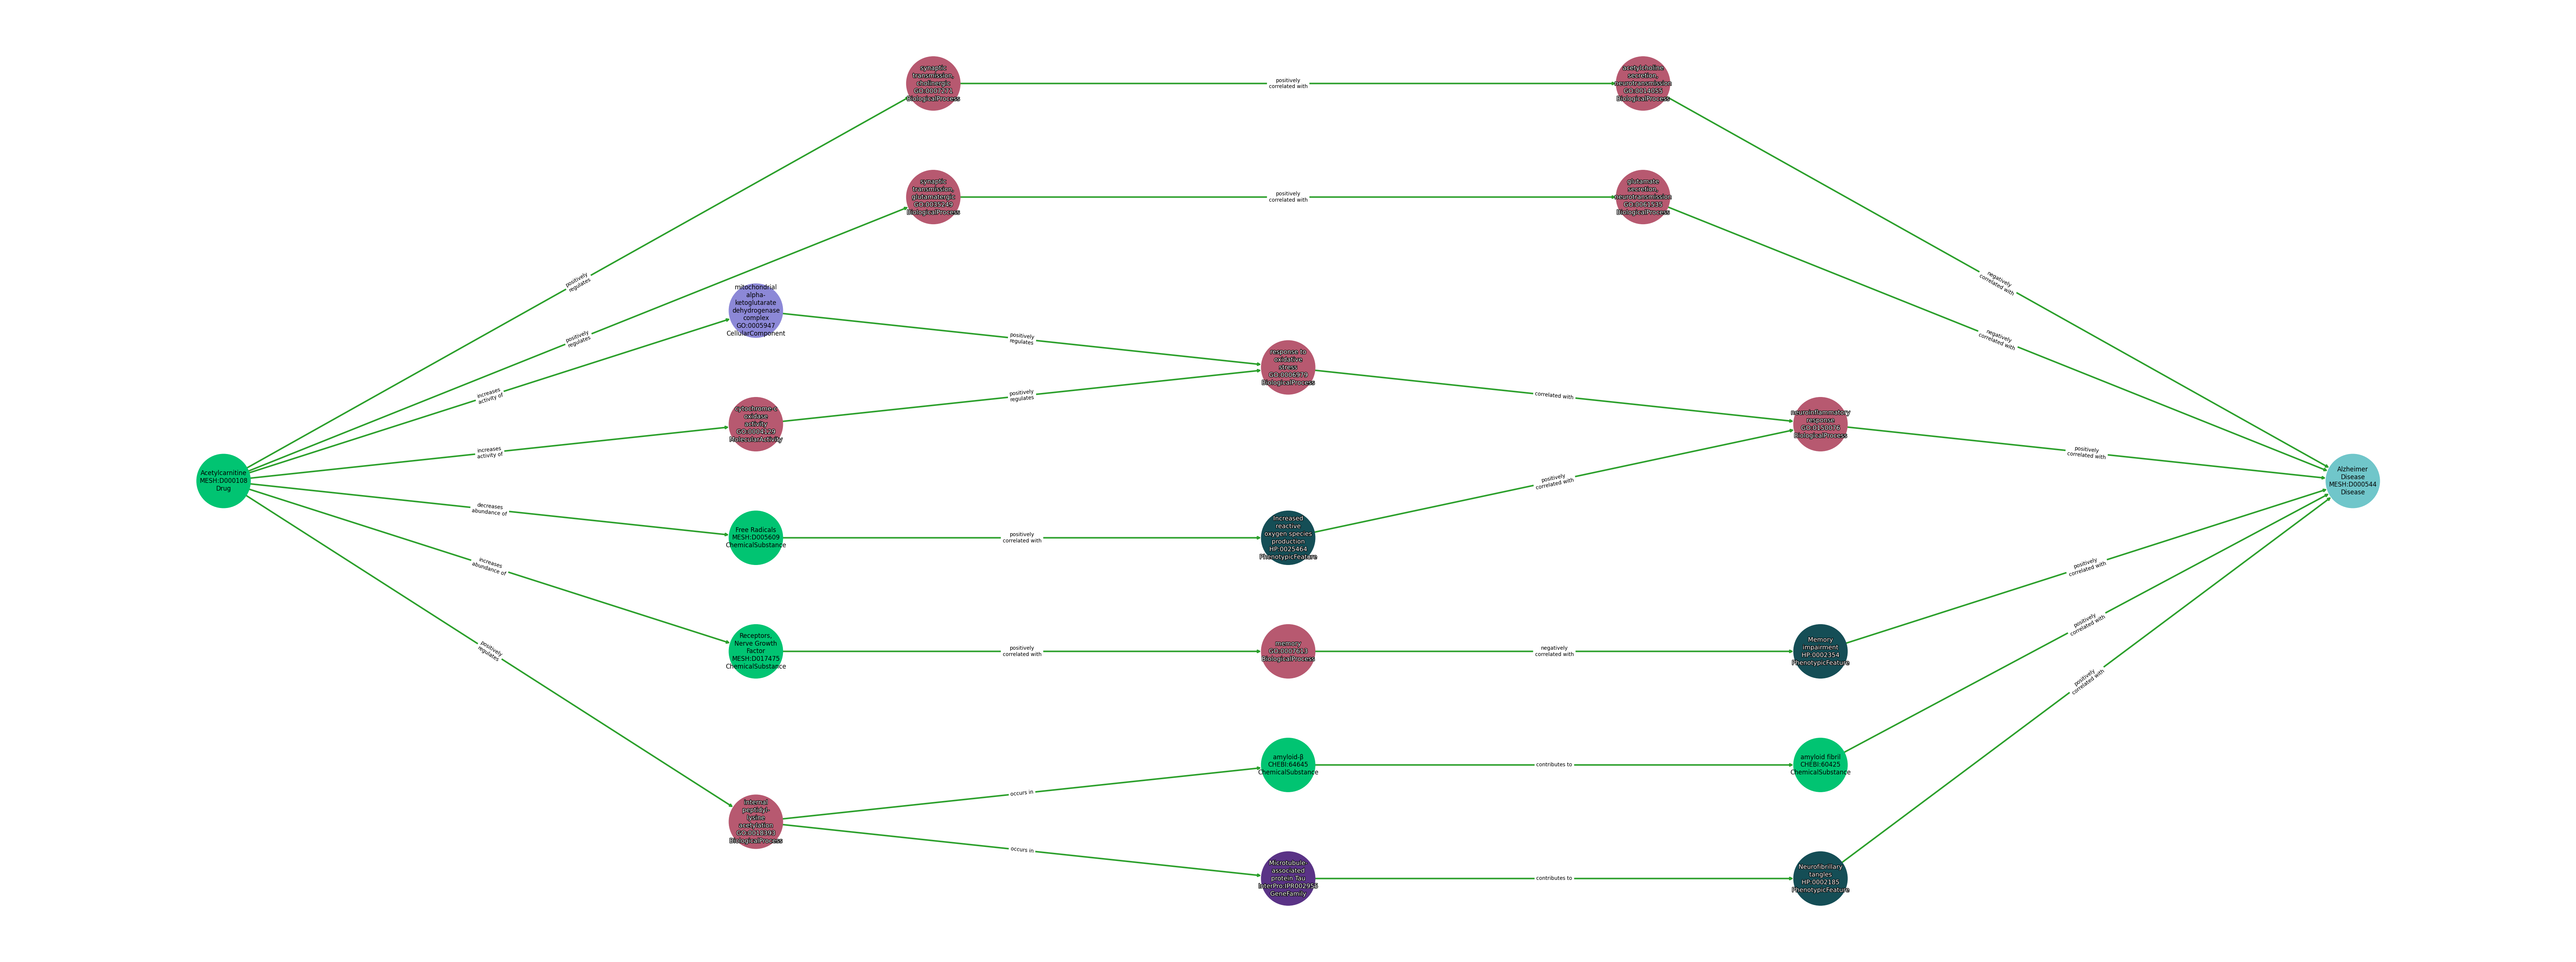 synaptic
transmission,
cholinergic
GO:0007271
BiologicalProcess
positively
correlated with
acetylcholine
secretion,
neurotransmission
GO:0014055
BiologicalProcess
synaptic
transmission,
glutamatergic
GO:0035249
BiologicalProcess
positively
correlated with
glutamate
secretion,
neurotransmission
GO:0061535
BiologicalProcess
positively
regulates
negatively
correlated with
mitochondrial
alpha-
ketoglutarate
dehydrogenase
complex
GO:0005947
CellularComponent
positively
regulates
positively
regulates
negatively
correlated with
response to
oxidative
stress
GO:0006979
BiologicalProcess
increases
activity of
positively
regulates
correlated with
cytochrome-c
oxidase
activity
GO:0004129
MolecularActivity
neuroinflammatory
response
GO:0150076
BiologicalProcess
increases
activity of
positively
correlated with
Acetylcarnitine
MESH:D000108
Drug
positively
correlated with
Alzheimer
Disease
MESH:D000544
Disease
decreases
abundance of
Free Radicals
MESH:D005609
ChemicalSubstance
positively
correlated with
Increased
reactive
oxygen species
production
HP:0025464
PhenotypicFeature
increases
abundance of
positively
correlated with
Receptors,
Nerve Growth
Factor
MESH:D017475
ChemicalSubstance
positively
correlated with
memory
GO:0007613
BiologicalProcess
negatively
correlated with
Memory
impairment
HP:0002354
PhenotypicFeature
positively
regulates
positively
correlated with
positively
correlated with
amyloid-β
CHEBI:64645
ChemicalSubstance
contributes to
amyloid fibril
CHEBI:60425
ChemicalSubstance
occurs in
internal
peptidyl-
lysine
acetylation
GO:0018393
BiologicalProcess
occurs in
Microtubule
associated
protein Tau
InterPro:IPR002955
GeneFamily
contributes to
Neurofibrillary
tangles
HP:0002185
PhenotypicFeature